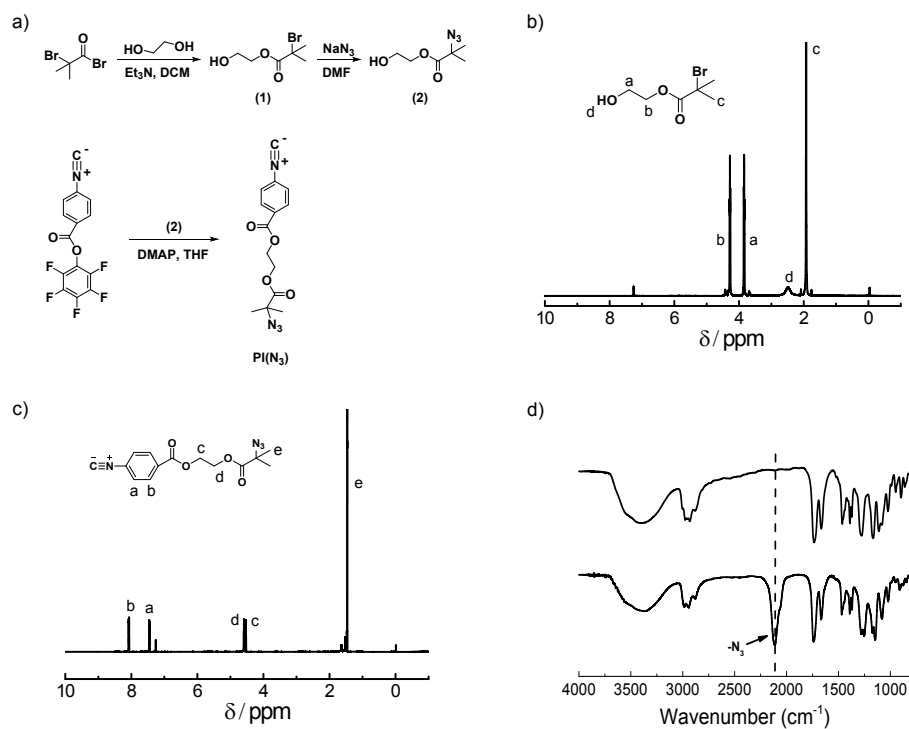 a)
O
Br
Br
HO
OH
Et₃N, DCM
HO
O
Br
O
(1)
NaN₃
DMF
HO
O
N₃
O
(2)
C -
N +
O
O
F
F
F
F
F
(2)
DMAP, THF
C -
N +
O
O
O
O
N₃
PI(N₃)
b)
HO
d
a
b
O
O
Br
c
b
a
d
c
10 8 6 4 2 0
δ / ppm
c)
C≡N
− +
a
b
O
O
c
d
O
O
N₃
e
b
a
d
c
e
10 8 6 4 2 0
δ / ppm
d)
-N₃
4000 3500 3000 2500 2000 1500 1000
Wavenumber (cm⁻¹)